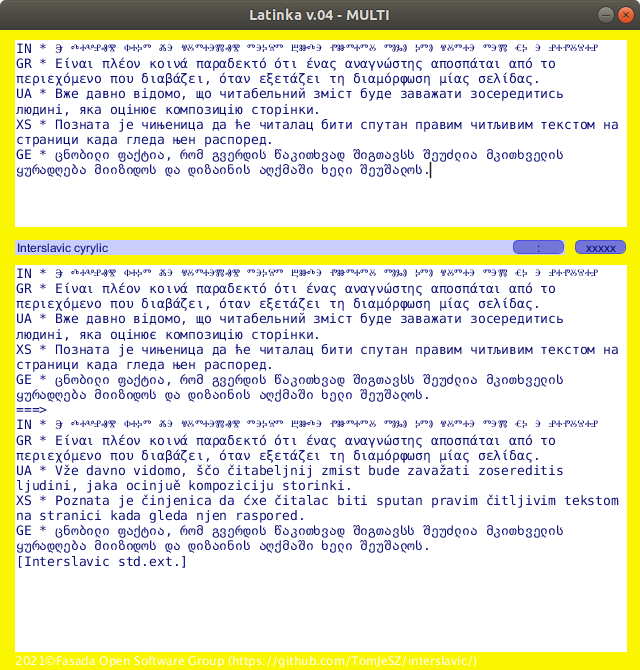 Latinka v.04 - MULTI
IN *
GR * Είναι πλέον κοινά παραδεκτό ότι ένας αναγνώστης αποσπάται από το
περιεχόμενο που διαβάζει, όταν εξετάζει τη διαμόρφωση μίας σελίδας.
UA * Вже давно відомо, що читабельний зміст буде заважати зосередитись
людині, яка оцінює композицію сторінки.
XS * Позната је чињеница да ће читалац бити спутан правим читљивим текстом на
страници када гледа њен распоред.
GE * ცნობილი ფაქტია, რომ გვერდის წაკითხვად შიგთავსს შეუძლია მკითხველის
ყურადღება მიიზიდოს და დიზაინის აღქმაში ხელი შეუშალოს.
Interslavic cyrylic : xxxxx
IN *
GR * Είναι πλέον κοινά παραδεκτό ότι ένας αναγνώστης αποσπάται από το
περιεχόμενο που διαβάζει, όταν εξετάζει τη διαμόρφωση μίας σελίδας.
UA * Вже давно відомо, що читабельний зміст буде заважати зосередитись
людині, яка оцінює композицію сторінки.
XS * Позната је чињеница да ће читалац бити спутан правим читљивим текстом на
страници када гледа њен распоред.
GE * ცნობილი ფაქტია, რომ გვერდის წაკითხვად შიგთავსს შეუძლია მკითხველის
ყურადღება მიიზიდოს და დიზაინის აღქმაში ხელი შეუშალოს.
===>
IN *
GR * Είναι πλέον κοινά παραδεκτό ότι ένας αναγνώστης αποσπάται από το
περιεχόμενο που διαβάζει, όταν εξετάζει τη διαμόρφωση μίας σελίδας.
UA * Vže davno vidomo, ščo čitabeljnij zmist bude zavažati zosereditis
ljudini, jaka ocinjuě kompoziciju storinki.
XS * Poznata je činjenica da ćxe čitalac biti sputan pravim čitljivim tekstom
na stranici kada gleda njen raspored.
GE * ცნობილი ფაქტია, რომ გვერდის წაკითხვად შიგთავსს შეუძლია მკითხველის
ყურადღება მიიზიდოს და დიზაინის აღქმაში ხელი შეუშალოს.
[Interslavic std.ext.]
2021©Fasada Open Software Group (https://github.com/TomJeSZ/interslavic/)